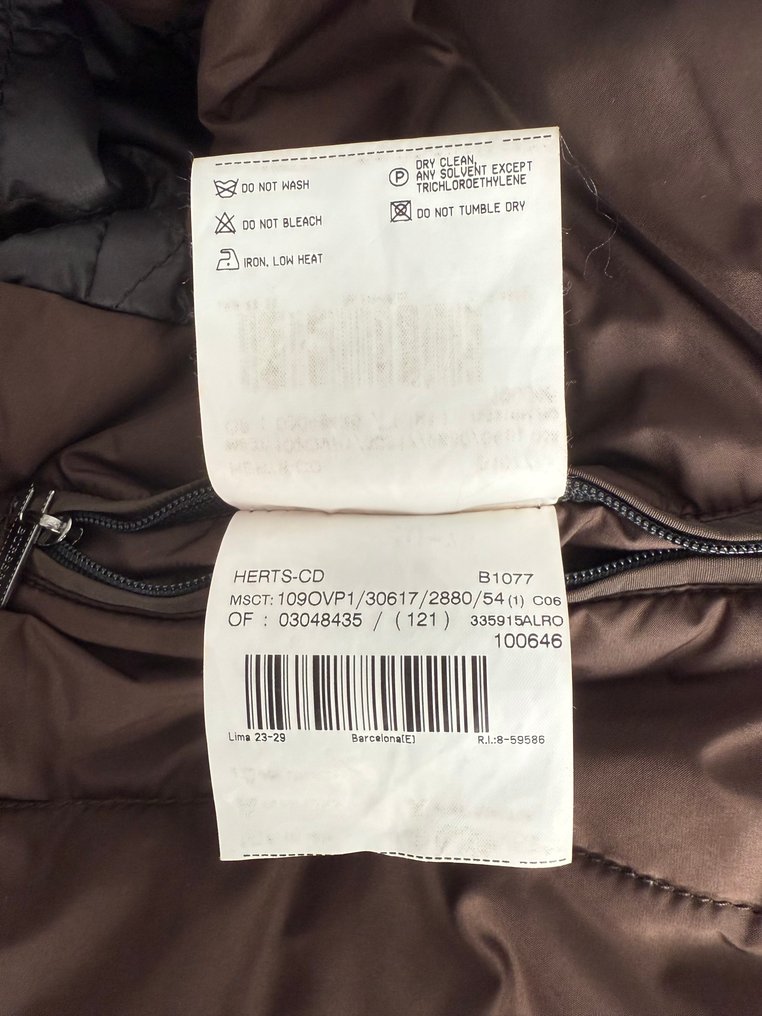 DO NOT WASH
DO NOT BLEACH
IRON, LOW HEAT
P
DRY CLEAN,
ANY SOLVENT EXCEPT
TRICHLOROETHYLENE
DO NOT TUMBLE DRY
HERTS-CD B1077
MSCT: 109OVP1/30617/2880/54(1) C06
OF : 03048435 / (121) 335915ALRO
100646
Lima 23-29 Barcelona(E) R.I.:8-59586